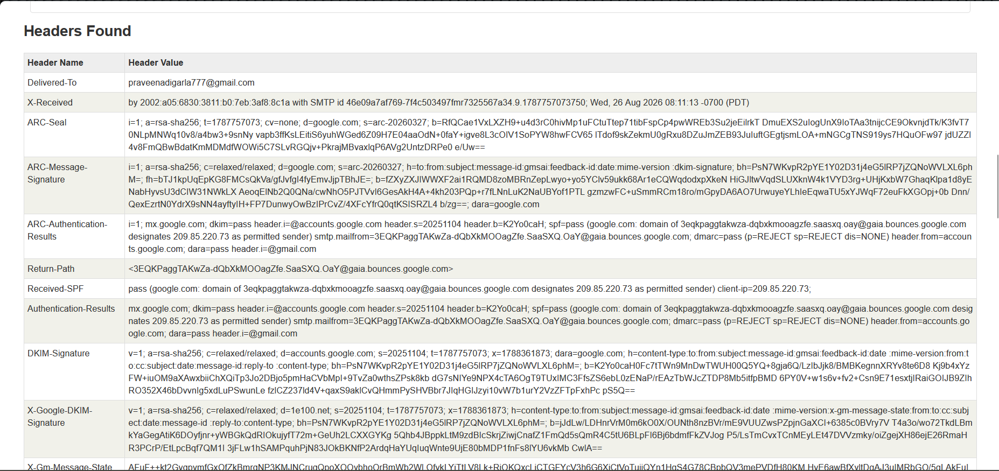 Headers Found
Header Name Header Value
Delivered-To praveenadigarla777@gmail.com
X-Received by 2002:a05:6830:3811:b0:7eb:3af8:8c1a with SMTP id 46e09a7af769-7f4c503497fmr7325567a34.9.1787757073750; Wed, 26 Aug 2026 08:11:13 -0700 (PDT)
ARC-Seal i=1; a=rsa-sha256; t=1787757073; cv=none; d=google.com; s=arc-20260327; b=RfQCae1VxLXZH9+u4d3rC0hivMp1uFCtuTtep71tibFspCp4pwWREb3Su2jeEilrkT DmuEXS2uIogUnX9IoTAa3tnijcCE9OkvnjdTk/K3fvT7
0NLpMNWq10v8/a4bw3+9snNy vapb3ffKsLEitiS6yuhWGed6Z09H7E04aaOdN+0faY+igve8L3cOIV1SoPYW8hwFCV65 lTdof9skZekmU0gRxu8DZuJmZEB93JuIuftGEgtjsmLOA+mNGCgTNS919ys7HQuOFw97 jdUZZl
4v8FmQBwBdatKmMDMdfWOWi5C7SLvRGQjv+PkrajMBvaxlqP6AVg2UntzDRPe0 e/Uw==
ARC-Message-
Signature
i=1; a=rsa-sha256; c=relaxed/relaxed; d=google.com; s=arc-20260327; h=to:from:subject:message-id:gmsai:feedback-id:date:mime-version :dkim-signature; bh=PsN7WKvpR2pYE1Y02D31j4eG5lRP7jZQNoWVLXL6ph
M=; fh=bTJ1kpUqEpKG8FMCsQkVa/gfJvfgI4fyEmvJjpTBhJE=; b=fZXyZXJlWWXF2ai1RQMD8zoMBRnZepLwyo+yo5YClv59ukk68Ar1eCQWqdodxpXkeN HiGJltwVqdSLUXknW4k1VYD3rg+UHjKxbW7GhaqKlpa1d8yE
NabHyvsU3dClW31NWkLX AeoqElNb2Q0QNa/cwNhO5PJTVvl6GesAkH4A+4kh203PQp+r7fLNnLuK2NaUBYof1PTL gzmzwFC+uSmmRCm18ro/mGpyDA6AO7UrwuyeYLhIeEqwaTU5xYJWqF72euFkXGOpj+0b Dnn/
QexEzrtN0YdrX9sNN4ayftyIH+FP7DunwyOwBzIPrCvZ/4XFcYfrQ0qtKSISRZL4 b/zg==; dara=google.com
ARC-Authentication-
Results
i=1; mx.google.com; dkim=pass header.i=@accounts.google.com header.s=20251104 header.b=K2Yo0caH; spf=pass (google.com: domain of 3eqkpaggtakwza-dqbxkmooagzfe.saasxq.oay@gaia.bounces.google.com
designates 209.85.220.73 as permitted sender) smtp.mailfrom=3EQKPaggTAKwZa-dQbXkMOOagZfe.SaaSXQ.OaY@gaia.bounces.google.com; dmarc=pass (p=REJECT sp=REJECT dis=NONE) header.from=accoun
ts.google.com; dara=pass header.i=@gmail.com
Return-Path <3EQKPaggTAKwZa-dQbXkMOOagZfe.SaaSXQ.OaY@gaia.bounces.google.com>
Received-SPF pass (google.com: domain of 3eqkpaggtakwza-dqbxkmooagzfe.saasxq.oay@gaia.bounces.google.com designates 209.85.220.73 as permitted sender) client-ip=209.85.220.73;
Authentication-Results mx.google.com; dkim=pass header.i=@accounts.google.com header.s=20251104 header.b=K2Yo0caH; spf=pass (google.com: domain of 3eqkpaggtakwza-dqbxkmooagzfe.saasxq.oay@gaia.bounces.google.com desig
nates 209.85.220.73 as permitted sender) smtp.mailfrom=3EQKPaggTAKwZa-dQbXkMOOagZfe.SaaSXQ.OaY@gaia.bounces.google.com; dmarc=pass (p=REJECT sp=REJECT dis=NONE) header.from=accounts.go
ogle.com; dara=pass header.i=@gmail.com
DKIM-Signature v=1; a=rsa-sha256; c=relaxed/relaxed; d=accounts.google.com; s=20251104; t=1787757073; x=1788361873; dara=google.com; h=content-type:to:from:subject:message-id:gmsai:feedback-id:date :mime-version:from:t
o:cc:subject:date:message-id:reply-to :content-type; bh=PsN7WKvpR2pYE1Y02D31j4eG5lRP7jZQNoWVLXL6phM=; b=K2Yo0caH0Fc7tTWn9MnDwTWUH00Q5YQ+8gja6Q/LzIbJjk8/BMBKegnnXRYv8te6D8 Kj9b4xYz
FW+iuOM9aXAwxbiiChXQiTp3Jo2DBjo5pmHaCVbMpI+9TvZa0wthsZPsk8kb dG7sNIYe9NPX4cTA6OgT9TUxIMC3FfsZS6ebL0zENaP/rEAzTbWJcZTDP8Mb5itfpBMD 6PY0V+w1s6v+fv2+Csn9E71esxtjIRaiGOIJB9ZIh
RO352X46bDvvnIg5xdLuPSwunLe fzICZ237ld4V+qaxS9aklCvQHmmPySHVBbr7JIqHGlJzyi10vW7b1urY2VzZFTpFxhPc pS5Q==
X-Google-DKIM-
Signature
v=1; a=rsa-sha256; c=relaxed/relaxed; d=1e100.net; s=20251104; t=1787757073; x=1788361873; h=content-type:to:from:subject:message-id:gmsai:feedback-id:date :mime-version:x-gm-message-state:from:to:cc:subj
ect:date:message-id :reply-to:content-type; bh=PsN7WKvpR2pYE1Y02D31j4eG5lRP7jZQNoWVLXL6phM=; b=jJdLw/LDHnrVrM0m6kO0X/OUNth8nzBVr/mE9VUUZwsPZpjnGaXCl+6385c0BVry7V T4a3o/wo72TkdLBm
kYaGegAtiK6DOyfjnr+yWBGkQdRIOkujyfT72m+GeUh2LCXXGYKg 5Qhb4JBppkLtM9zdBlcSkrjZiwjCnafZ1FmQd5sQmR4C5tU6BLpFl6Bj6bdmfFkZVJog P5/LsTmCvxTCnMEyLEt47DVVzmky/oiZgejXH86ejE26RmaH
R3PCrP/EtLpcBqf7QM1l 3jFLw1hSAMPquhPjN83JOkBKNfP2ArdqHaYUqIuqWnte9UjE80bMDP1fnFs8lYU6vkMb CwIA==
X-Gm-Message-State